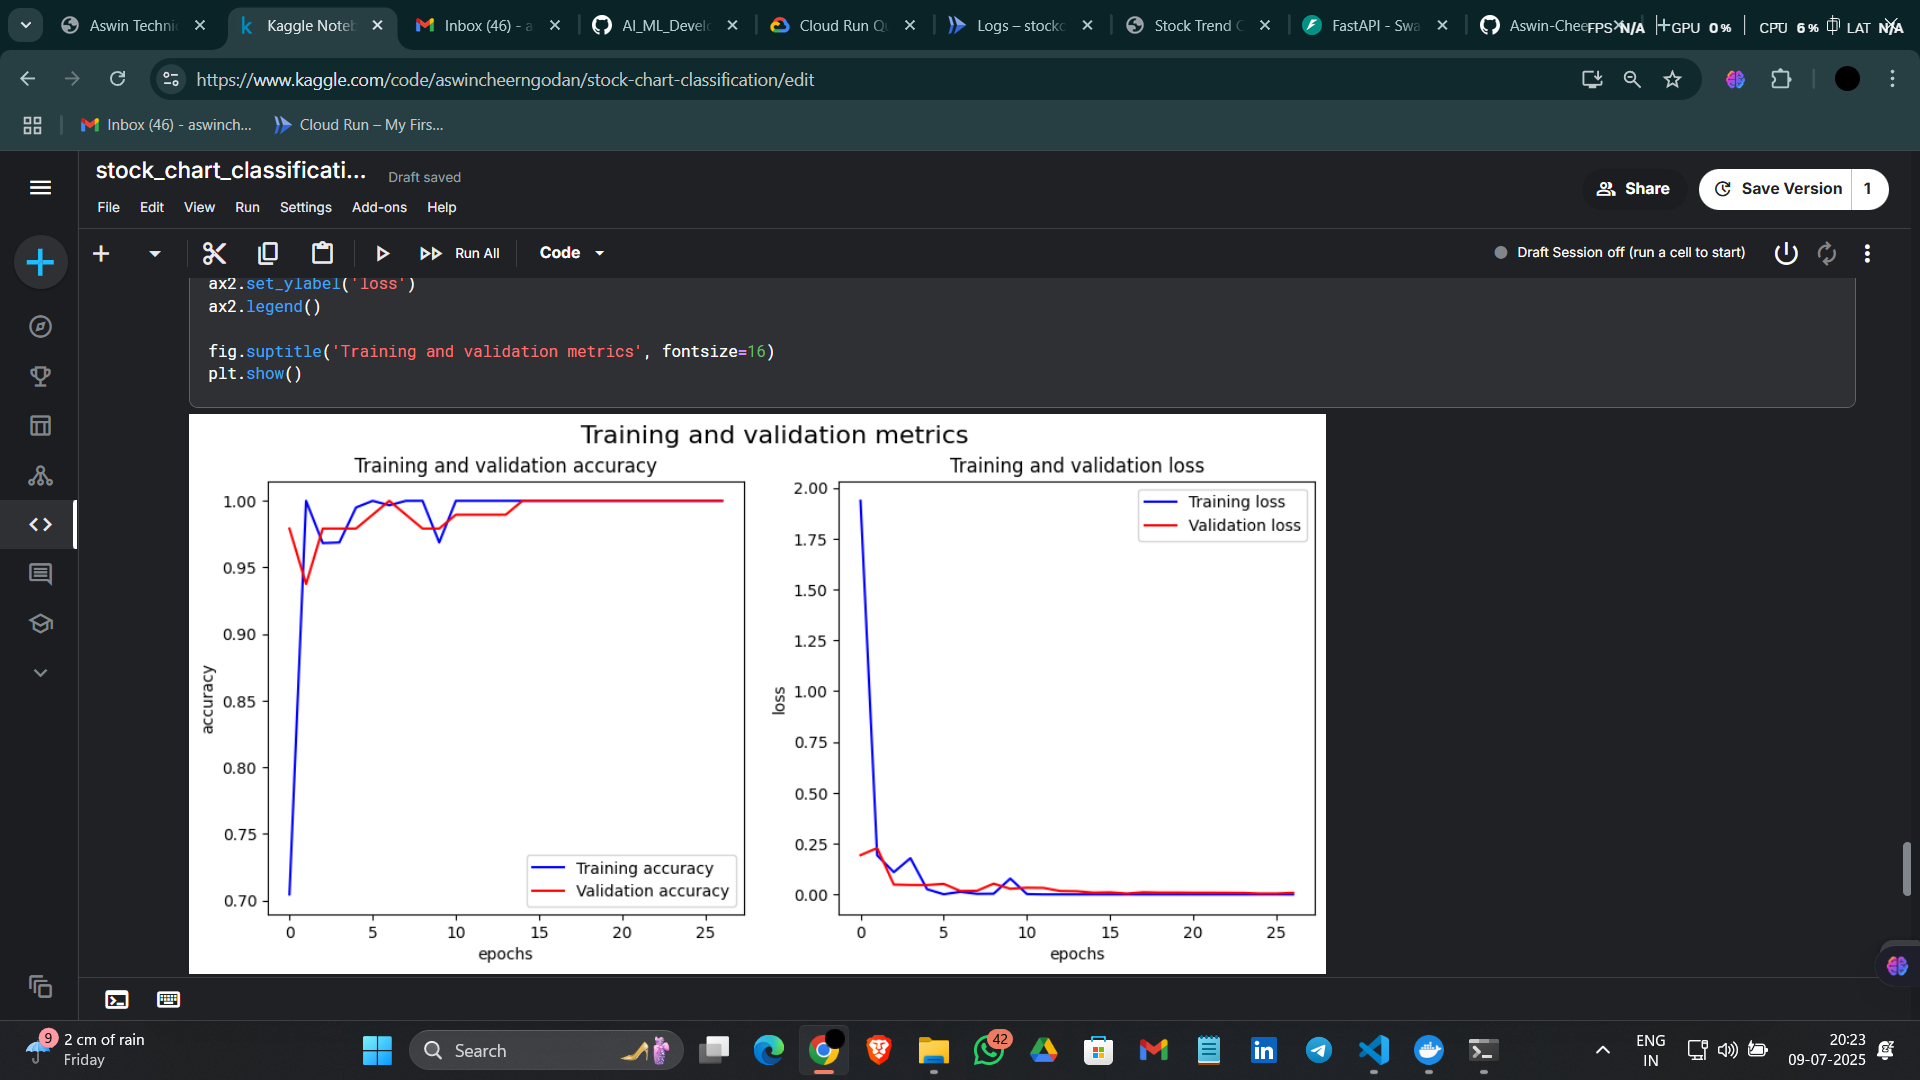 Aswin Technic
Kaggle Noteb
Inbox (46) - a
AI_ML_Develo
Cloud Run Qu
Logs – stockc
Stock Trend C
FastAPI - Swa
Aswin-Chee
FPS N/A
GPU 0%
CPU 6%
LAT N/A
https://www.kaggle.com/code/aswincheerngodan/stock-chart-classification/edit
Inbox (46) - aswinch...
Cloud Run – My Firs...
stock_chart_classificati...
Draft saved
File
Edit
View
Run
Settings
Add-ons
Help
Share
Save Version
1
Run All
Code
Draft Session off (run a cell to start)
ax2.set_ylabel('loss')
ax2.legend()
fig.suptitle('Training and validation metrics', fontsize=16)
plt.show()
Training and validation metrics
Training and validation accuracy
1.00
0.95
0.90
0.85
0.80
0.75
0.70
accuracy
Training accuracy
Validation accuracy
0
5
10
15
20
25
epochs
Training and validation loss
2.00
1.75
1.50
1.25
1.00
0.75
0.50
0.25
0.00
loss
Training loss
Validation loss
0
5
10
15
20
25
epochs
9
2 cm of rain
Friday
Search
42
ENG
IN
20:23
09-07-2025